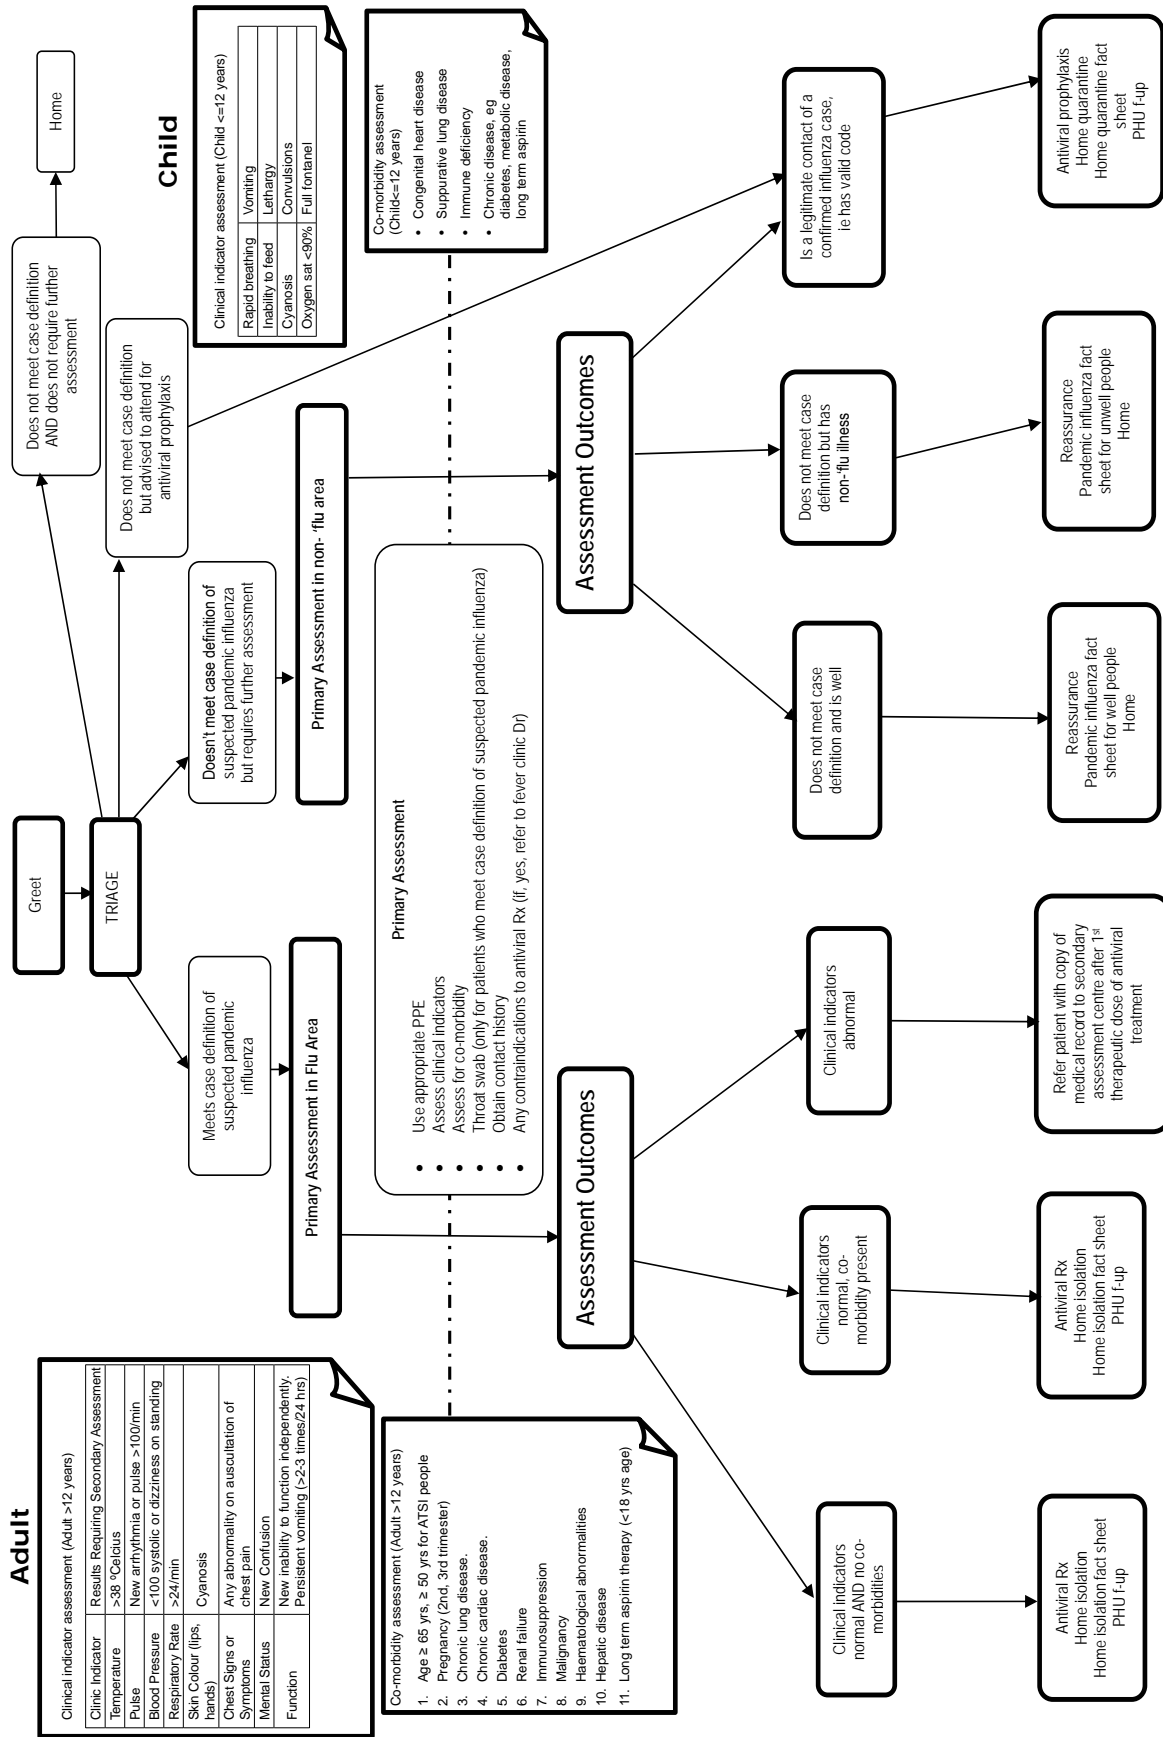 Adult
Clinical indicator assessment (Adult >12 years)
Clinic Indicator
Results Requiring Secondary Assessment
Temperature
>38 ºCelcius
Pulse
New arrhythmia or pulse >100/min
Blood Pressure
<100 systolic or dizziness on standing
Respiratory Rate
>24/min
Skin Colour (lips,
hands)
Cyanosis
Chest Signs or
Symptoms
Any abnormality on auscultation of
chest pain
Mental Status
New Confusion
Function
New inability to function independently.
Persistent vomiting (>2-3 times/24 hrs)
Co-morbidity assessment (Adult >12 years)
1. Age ≥ 65 yrs, ≥ 50 yrs for ATSI people
2. Pregnancy (2nd, 3rd trimester)
3. Chronic lung disease.
4. Chronic cardiac disease.
5. Diabetes
6. Renal failure
7. Immunosuppression
8. Malignancy
9. Haematological abnormalities
10. Hepatic disease
11. Long term aspirin therapy (<18 yrs age)
Greet
TRIAGE
Meets case definition of
suspected pandemic
influenza
Doesn't meet case definition of
suspected pandemic influenza
but requires further assessment
Does not meet case definition
but advised to attend for
antiviral prophylaxis
Does not meet case definition
AND does not require further
assessment
Home
Child
Clinical indicator assessment (Child <=12 years)
Rapid breathing
Vomiting
Inability to feed
Lethargy
Cyanosis
Convulsions
Oxygen sat <90%
Full fontanel
Co-morbidity assessment
(Child<=12 years)
• Congenital heart disease
• Suppurative lung disease
• Immune deficiency
• Chronic disease, eg
diabetes, metabolic disease,
long term aspirin
Primary Assessment in Flu Area
Primary Assessment in non- 'flu area
Primary Assessment
• Use appropriate PPE
• Assess clinical indicators
• Assess for co-morbidity
• Throat swab (only for patients who meet case definition of suspected pandemic influenza)
• Obtain contact history
• Any contraindications to antiviral Rx (if, yes, refer to fever clinic Dr)
Assessment Outcomes
Assessment Outcomes
Clinical indicators
normal AND no co-
morbidities
Clinical indicators
normal, co-
morbidity present
Clinical indicators
abnormal
Does not meet case
definition and is well
Does not meet case
definition but has
non-'flu illness
Is a legitimate contact of a
confirmed influenza case,
ie has valid code
Antiviral Rx
Home isolation
Home isolation fact sheet
PHU f-up
Antiviral Rx
Home isolation
Home isolation fact sheet
PHU f-up
Refer patient with copy of
medical record to secondary
assessment centre after 1st
therapeutic dose of antiviral
treatment
Reassurance
Pandemic influenza fact
sheet for well people
Home
Reassurance
Pandemic influenza fact
sheet for unwell people
Home
Antiviral prophylaxis
Home quarantine
Home quarantine fact
sheet
PHU f-up